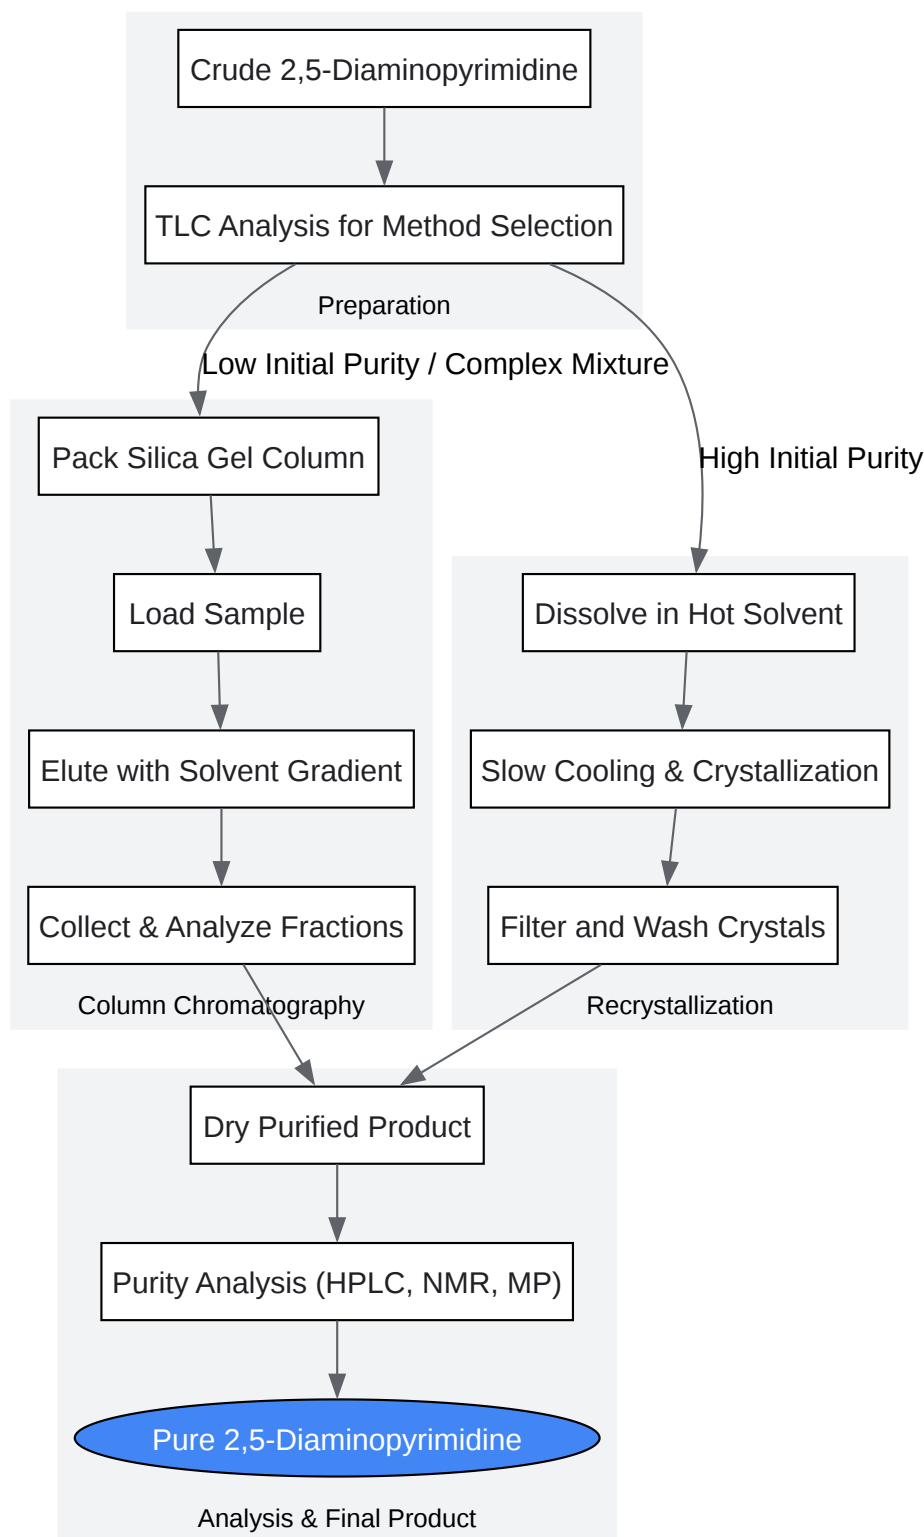 Crude 2,5-Diaminopyrimidine
TLC Analysis for Method Selection
Preparation
Low Initial Purity / Complex Mixture
High Initial Purity
Pack Silica Gel Column
Load Sample
Elute with Solvent Gradient
Collect & Analyze Fractions
Column Chromatography
Dissolve in Hot Solvent
Slow Cooling & Crystallization
Filter and Wash Crystals
Recrystallization
Dry Purified Product
Purity Analysis (HPLC, NMR, MP)
Pure 2,5-Diaminopyrimidine
Analysis & Final Product